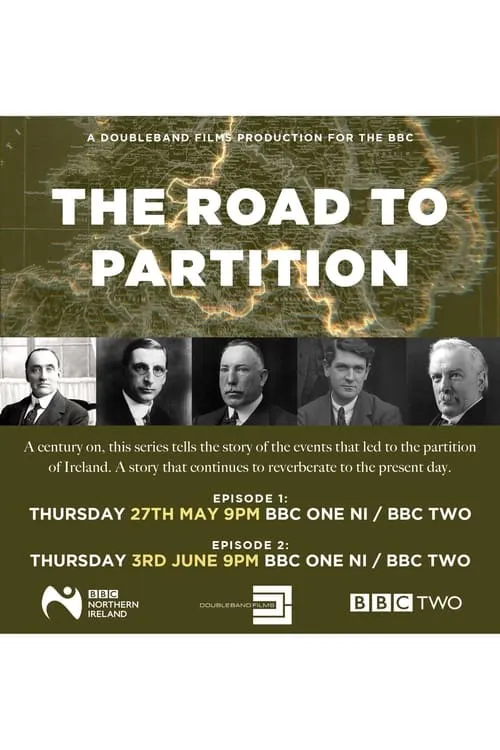 A DOUBLEBAND FILMS PRODUCTION FOR THE BBC
THE ROAD TO
PARTITION
A century on, this series tells the story of the events that led to the partition
of Ireland. A story that continues to reverberate to the present day.
EPISODE 1:
THURSDAY 27TH MAY 9PM BBC ONE NI / BBC TWO
EPISODE 2:
THURSDAY 3RD JUNE 9PM BBC ONE NI / BBC TWO
BBC
NORTHERN
IRELAND
DOUBLEBAND FILMS
BBC TWO